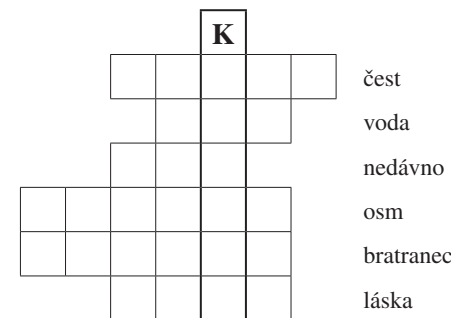 K
čest
voda
nedávno
osm
bratranec
láska